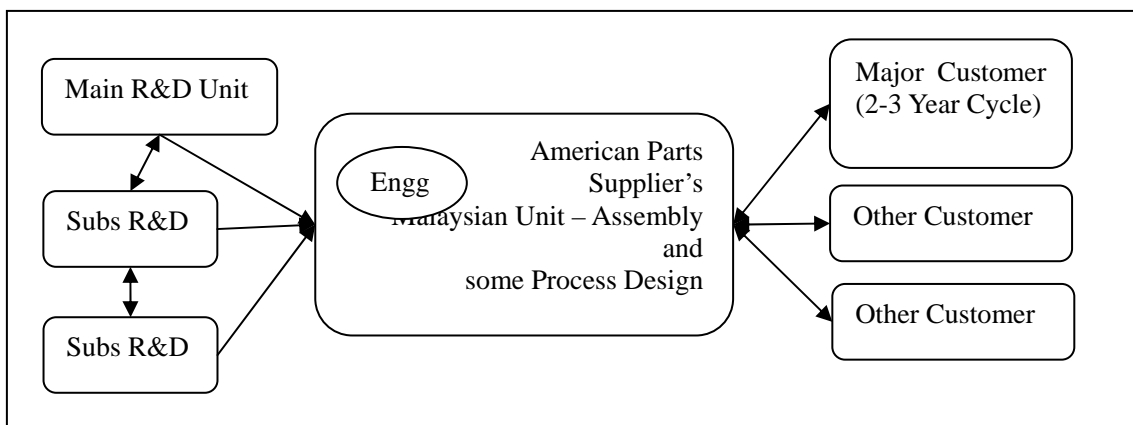 Main R&D Unit
Subs R&D
Subs R&D
Engg
American Parts
Supplier's
Malaysian Unit – Assembly
and
some Process Design
Major Customer
(2-3 Year Cycle)
Other Customer
Other Customer